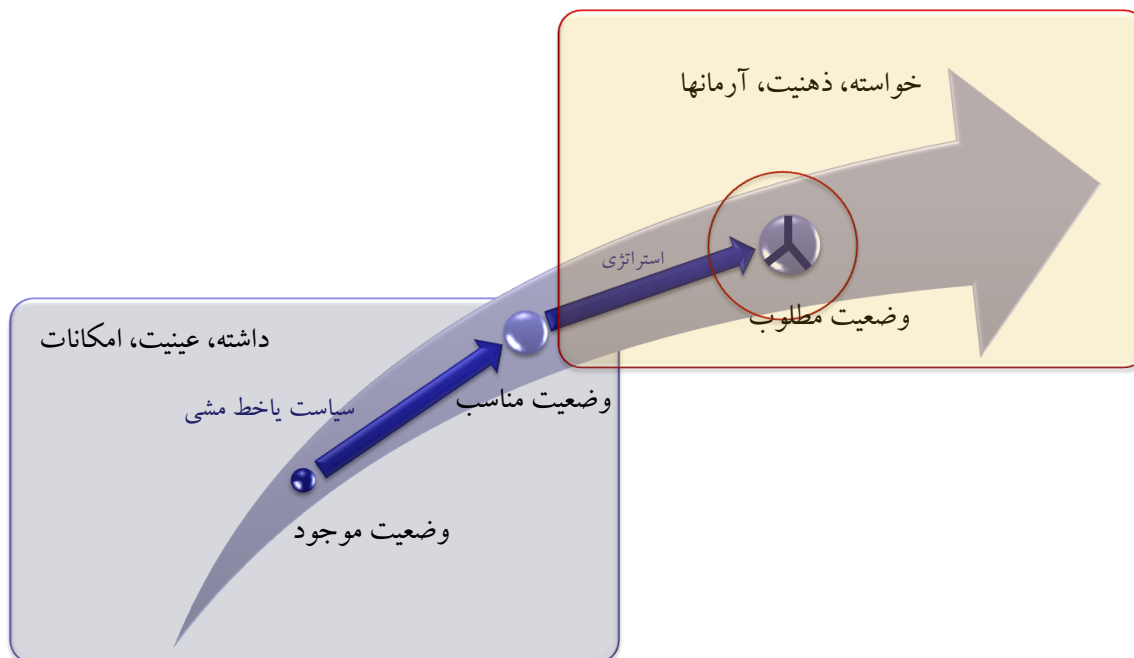 خواسته، ذهنیت، آرمانها
استراتژی
وضعیت مطلوب
داشته، عینیت، امکانات
وضعیت مناسب
سیاست یاخط مشی
وضعیت موجود